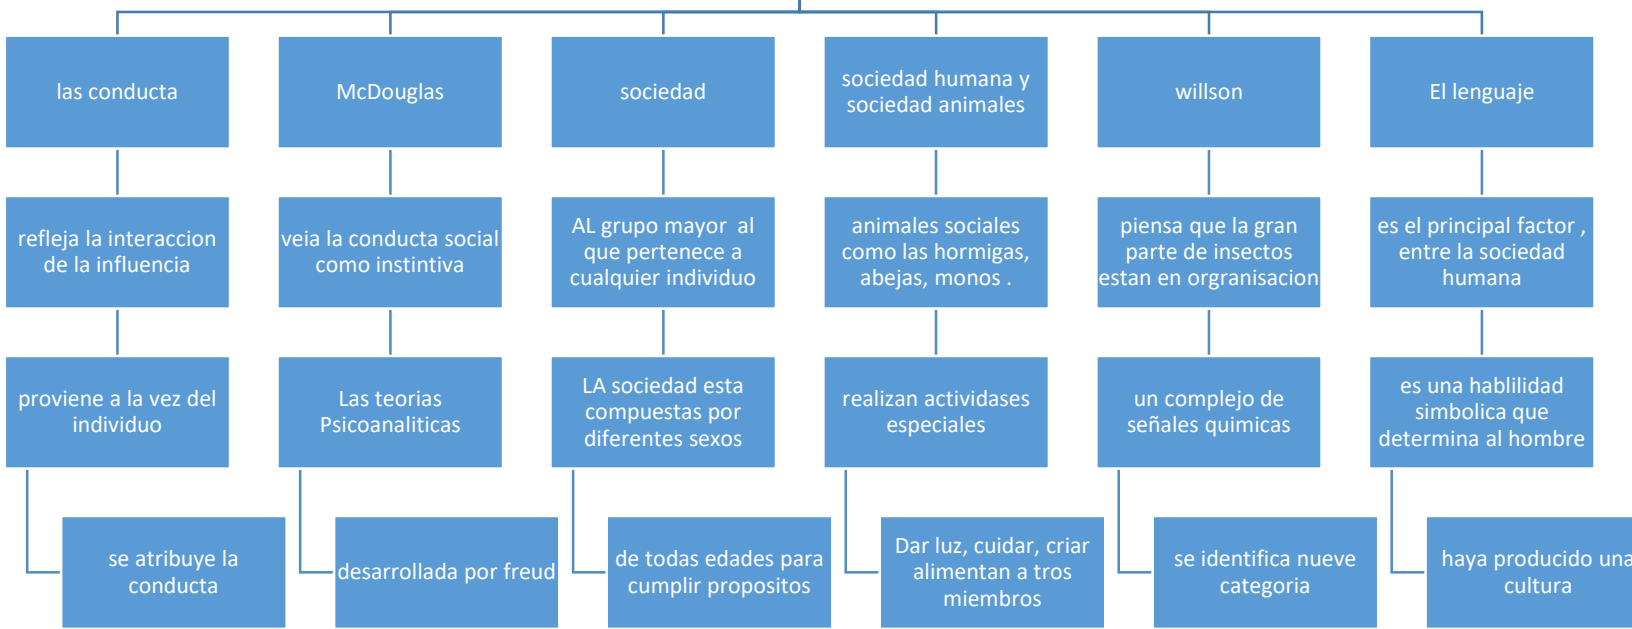 las conducta
McDouglas
sociedad
sociedad humana y
sociedad animales
willson
El lenguaje
refleja la interaccion
de la influencia
veia la conducta social
como instintiva
AL grupo mayor al
que pertenece a
cualquier individuo
animales sociales
como las hormigas,
abejas, monos .
piensa que la gran
parte de insectos
estan en orgranisacion
es el principal factor ,
entre la sociedad
humana
proviene a la vez del
individuo
Las teorias
Psicoanaliticas
LA sociedad esta
compuestas por
diferentes sexos
realizan actividases
especiales
un complejo de
señales quimicas
es una hablilidad
simbolica que
determina al hombre
se atribuye la
conducta
desarrollada por freud
de todas edades para
cumplir propositos
Dar luz, cuidar, criar
alimentan a tros
miembros
se identifica nueve
categoria
haya producido una
cultura